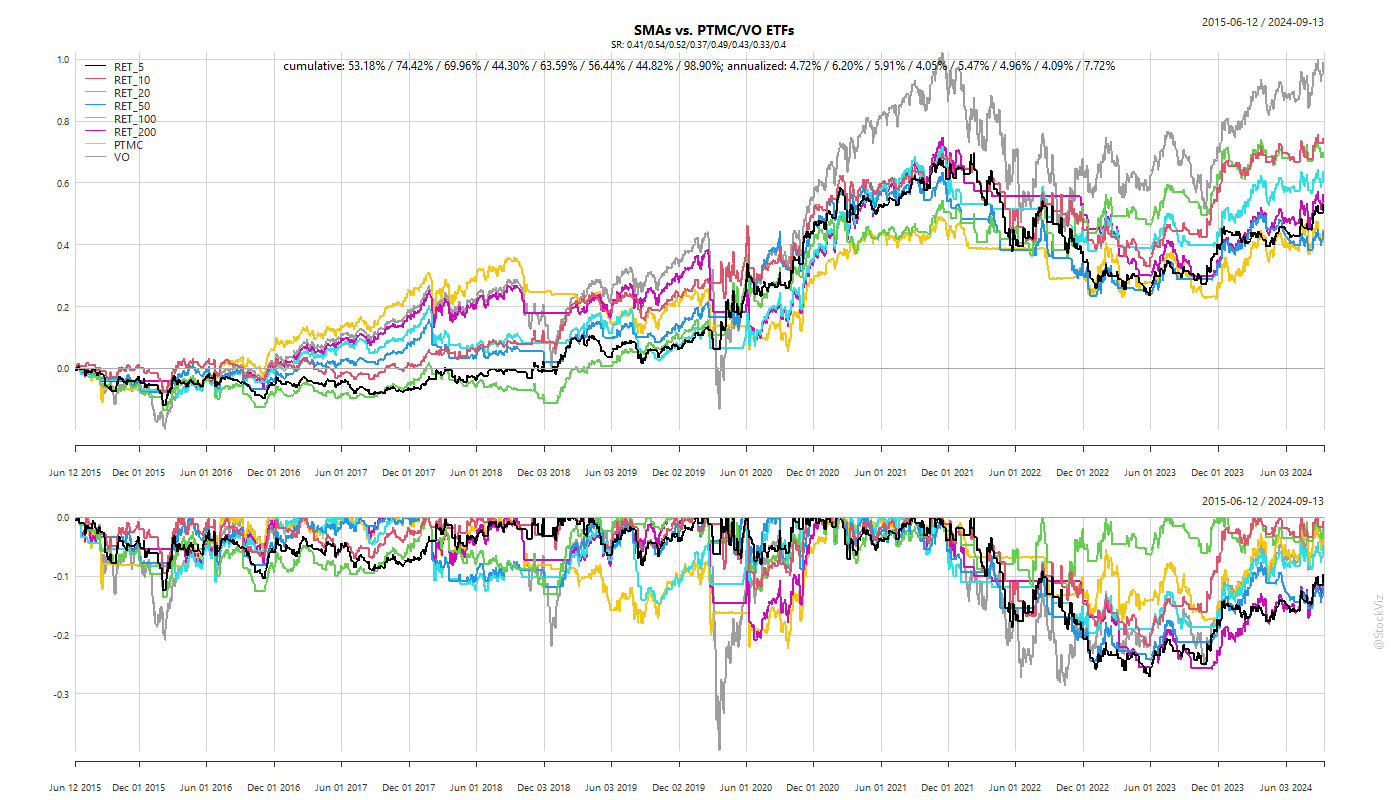 2015-06-12 / 2024-09-13
SMAs vs. PTMC/VO ETFs
SR: 0.41/0.54/0.52/0.37/0.49/0.43/0.33/0.4
cumulative: 53.18% / 74.42% / 69.96% / 44.30% / 63.59% / 56.44% / 44.82% / 98.90%; annualized: 4.72% / 6.20% / 5.91% / 4.05% / 5.47% / 4.96% / 4.09% / 7.72%
RET_5
RET_10
RET_20
RET_50
RET_100
RET_200
PTMC
VO
1.0
0.8
0.6
0.4
0.2
0.0
Jun 12 2015 Dec 01 2015 Jun 01 2016 Dec 01 2016 Jun 01 2017 Dec 01 2017 Jun 01 2018 Dec 03 2018 Jun 03 2019 Dec 02 2019 Jun 01 2020 Dec 01 2020 Jun 01 2021 Dec 01 2021 Jun 01 2022 Dec 01 2022 Jun 01 2023 Dec 01 2023 Jun 03 2024
2015-06-12 / 2024-09-13
0.0
-0.1
-0.2
-0.3
Jun 12 2015 Dec 01 2015 Jun 01 2016 Dec 01 2016 Jun 01 2017 Dec 01 2017 Jun 01 2018 Dec 03 2018 Jun 03 2019 Dec 02 2019 Jun 01 2020 Dec 01 2020 Jun 01 2021 Dec 01 2021 Jun 01 2022 Dec 01 2022 Jun 01 2023 Dec 01 2023 Jun 03 2024
@StockViz